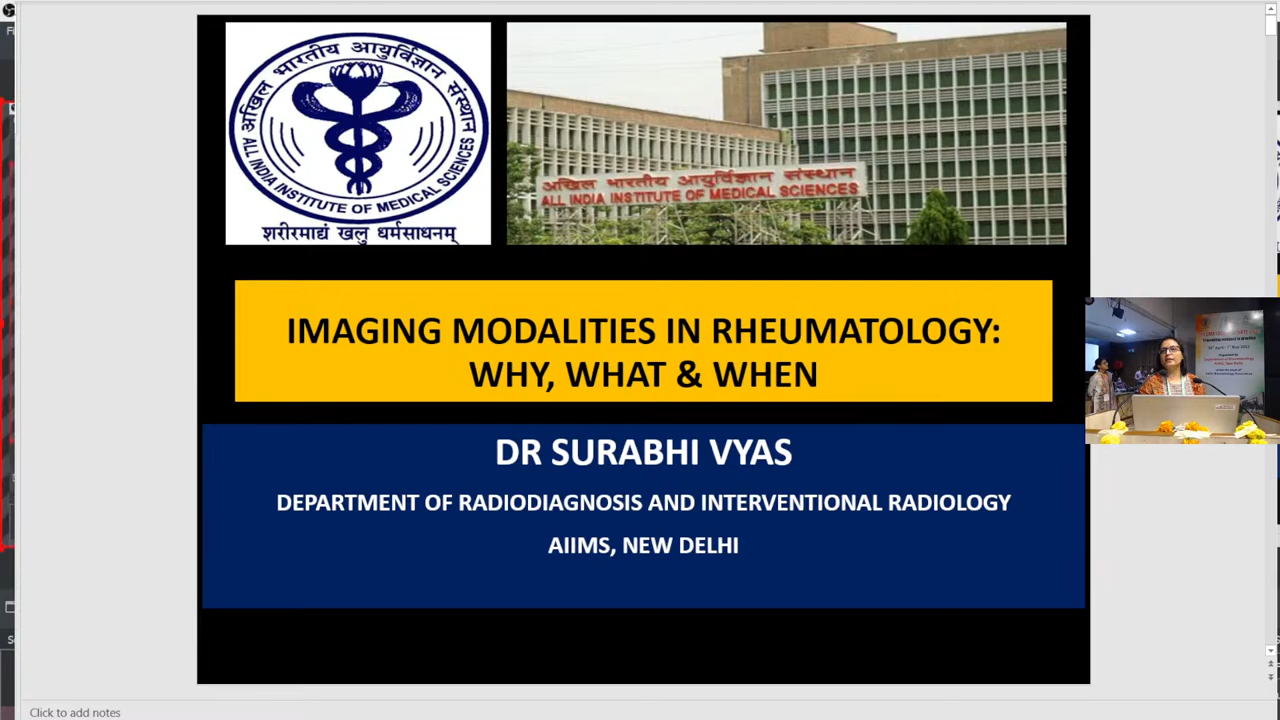 अखिल भारतीय आयुर्विज्ञान संस्थान
ALL INDIA INSTITUTE OF MEDICAL SCIENCES
शरीरमाद्यं खलु धर्मसाधनम्
अखिल भारतीय आयुर्विज्ञान संस्थान
ALL INDIA INSTITUTE OF MEDICAL SCIENCES
IMAGING MODALITIES IN RHEUMATOLOGY:
WHY, WHAT & WHEN
DR SURABHI VYAS
DEPARTMENT OF RADIODIAGNOSIS AND INTERVENTIONAL RADIOLOGY
AIIMS, NEW DELHI
Click to add notes